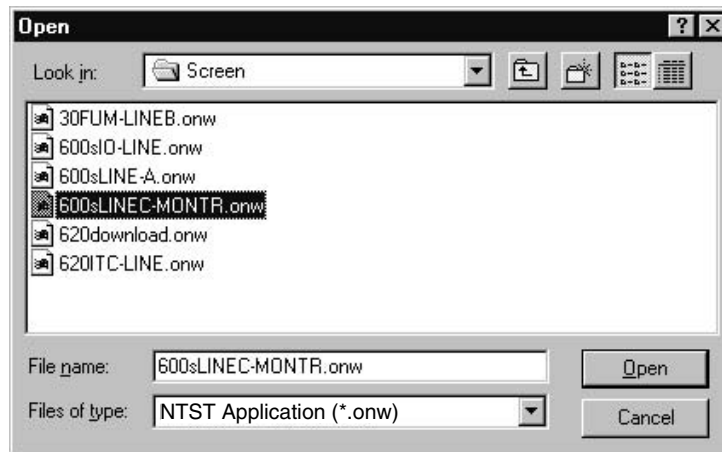 Open
Look in: Screen
30FUM-LINEB.onw
600sIO-LINE.onw
600sLINE-A.onw
600sLINEC-MONTR.onw
620download.onw
620ITC-LINE.onw
File name: 600sLINEC-MONTR.onw Open
Files of type: NTST Application (*.onw) Cancel